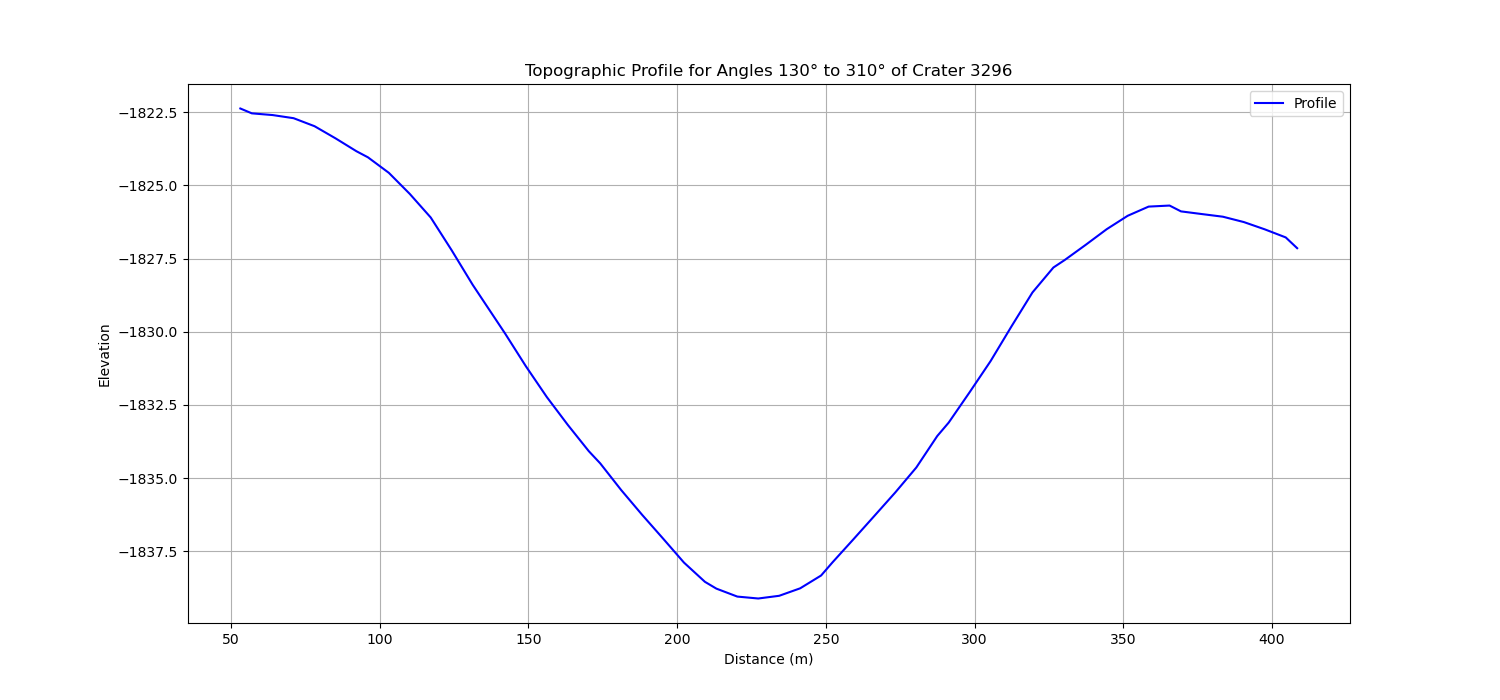 Topographic Profile for Angles 130° to 310° of Crater 3296
Profile
Elevation
−1822.5
−1825.0
−1827.5
−1830.0
−1832.5
−1835.0
−1837.5
50 100 150 200 250 300 350 400
Distance (m)